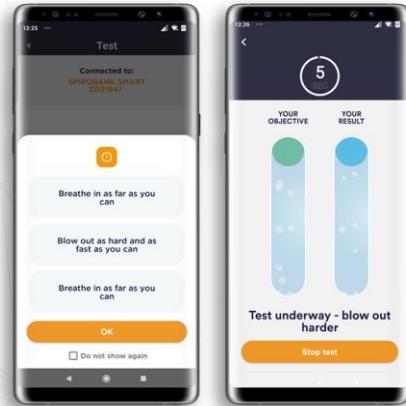 12:25
Test
Connected to:
SPIROBANK SMART
Z031947
Breathe in as far as you
can
Blow out as hard and as
fast as you can
Breathe in as far as you
can
OK
Do not show again
12:26
5
SEC
YOUR
OBJECTIVE
YOUR
RESULT
Test underway - blow out
harder
Stop test